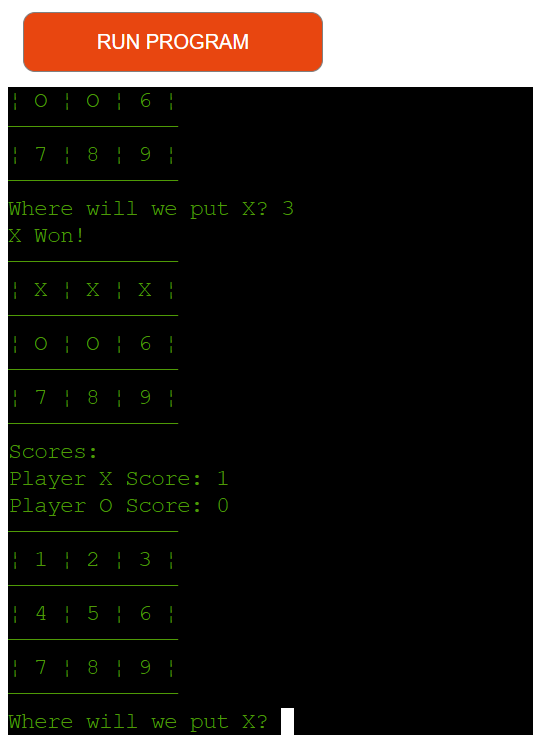 RUN PROGRAM
¦ O ¦ O ¦ 6 ¦
—————————————
¦ 7 ¦ 8 ¦ 9 ¦
—————————————
Where will we put X? 3
X Won!
—————————————
¦ X ¦ X ¦ X ¦
—————————————
¦ O ¦ O ¦ 6 ¦
—————————————
¦ 7 ¦ 8 ¦ 9 ¦
—————————————
Scores:
Player X Score: 1
Player O Score: 0
—————————————
¦ 1 ¦ 2 ¦ 3 ¦
—————————————
¦ 4 ¦ 5 ¦ 6 ¦
—————————————
¦ 7 ¦ 8 ¦ 9 ¦
—————————————
Where will we put X?